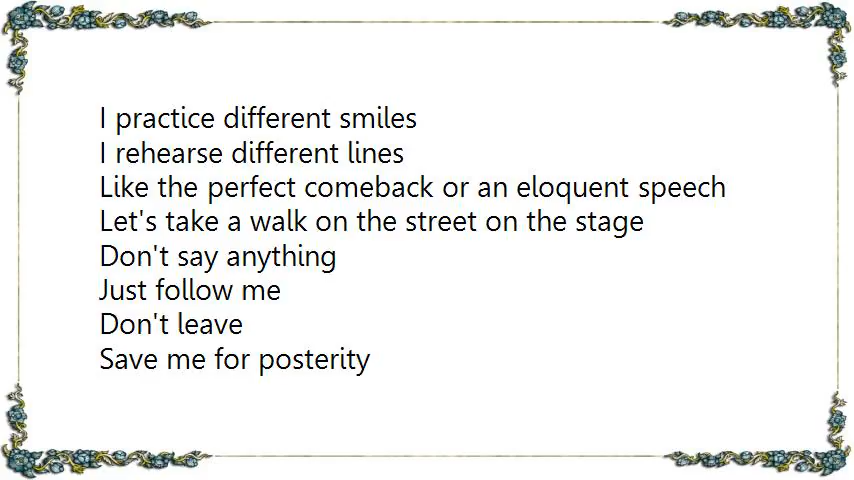 I practice different smiles
I rehearse different lines
Like the perfect comeback or an eloquent speech
Let's take a walk on the street on the stage
Don't say anything
Just follow me
Don't leave
Save me for posterity